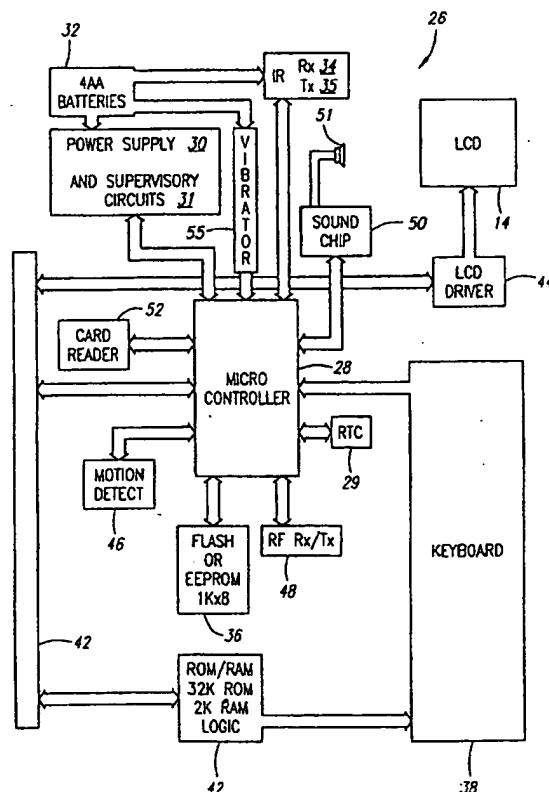 32
26
4AA
BATTERIES
IR Rx 34
Tx 35
51
LCD
14
POWER SUPPLY 30
AND SUPERVISORY
CIRCUITS 31
VIBRATOR
55
SOUND
CHIP
50
LCD
DRIVER
44
52
CARD
READER
MICRO
CONTROLLER
28
RTC
29
MOTION
DETECT
46
FLASH
OR
EEPROM
1Kx8
36
RF Rx/Tx
48
KEYBOARD
38
42
ROM/RAM
32K ROM
2K RAM
LOGIC
42